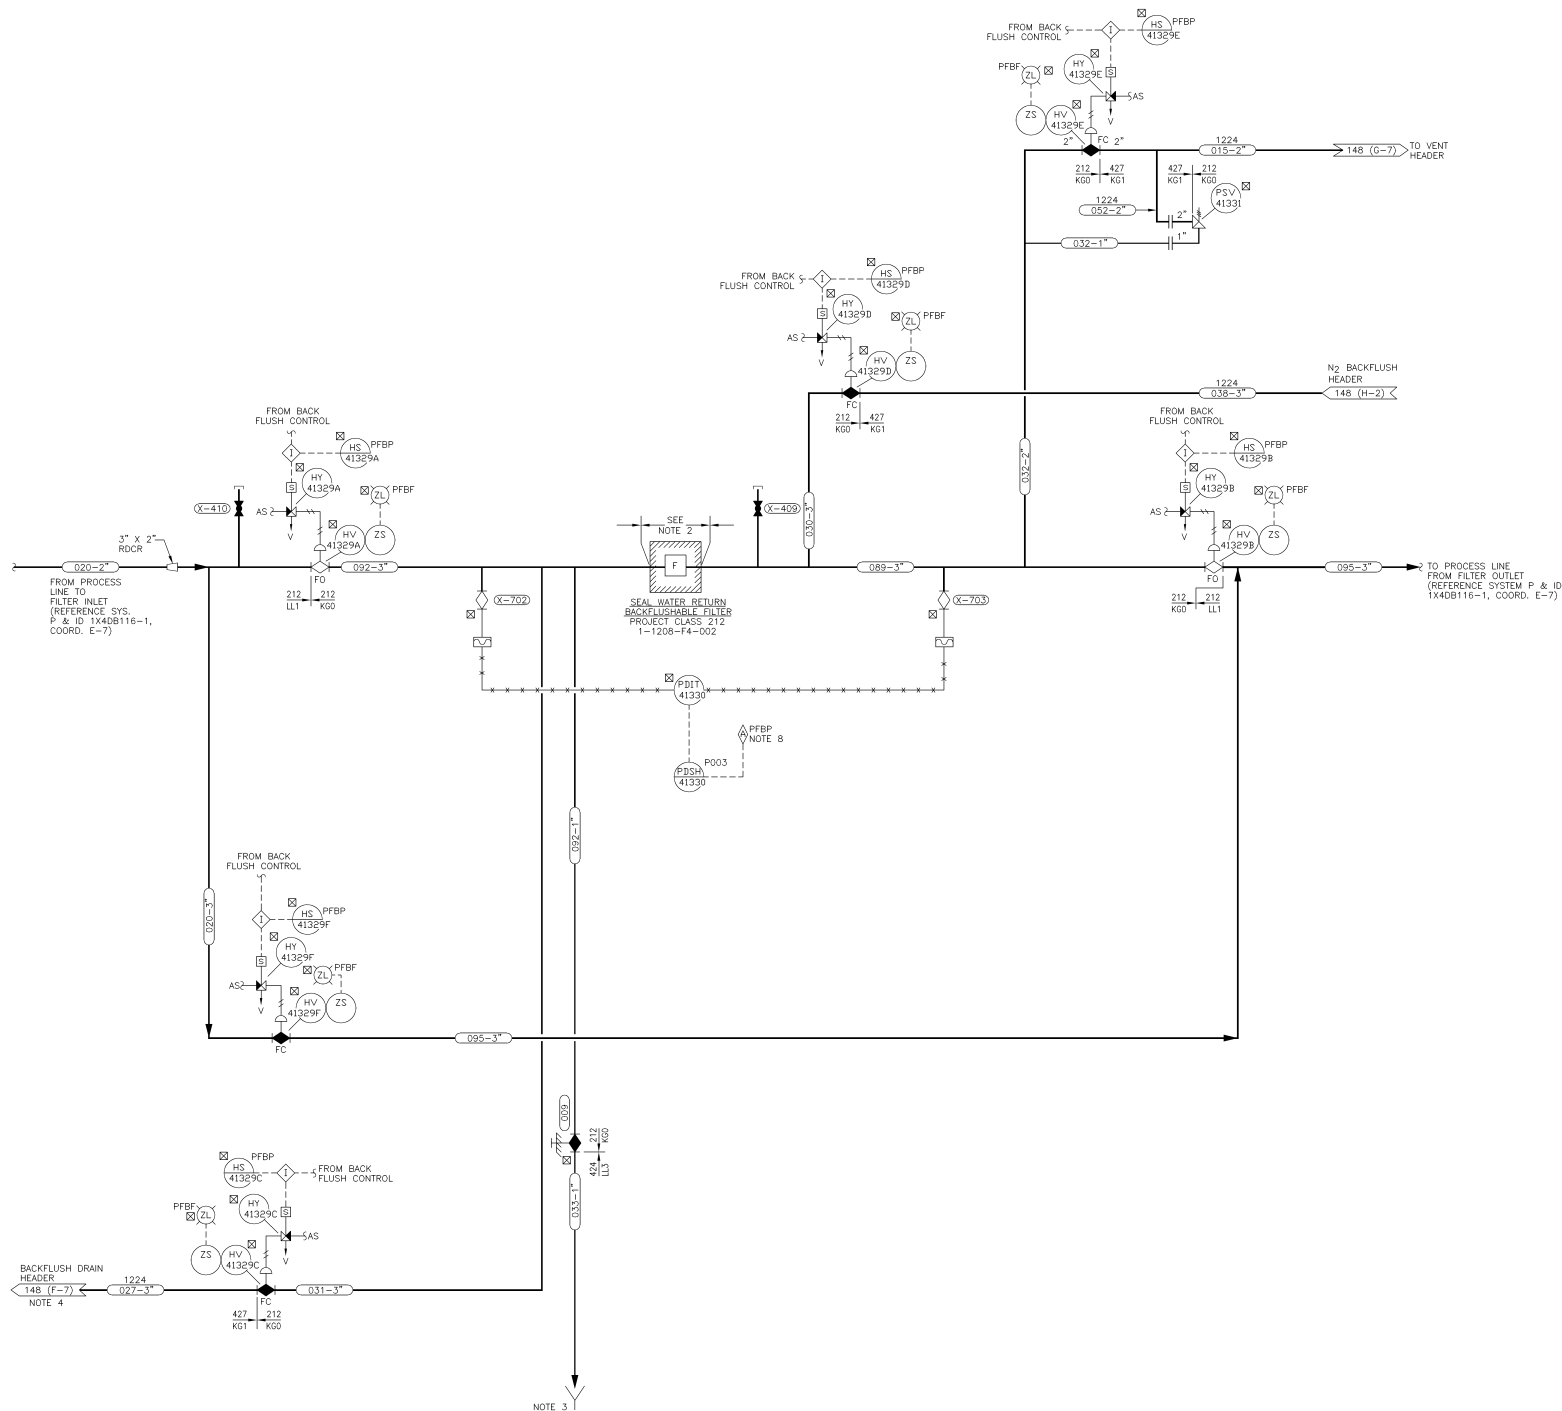 FROM BACK
FLUSH CONTROL
I
HS
41329E
PFBP
PFBF
ZL
HY
41329E
S
AS
V
ZS
HV
41329E
2"
FC
2"
1224
015-2"
148 (G-7)
TO VENT
HEADER
212
KG0
427
KG1
427
KG1
212
KG0
PSV
41331
1224
052-2"
2"
032-1"
1"
FROM BACK
FLUSH CONTROL
I
HS
41329D
PFBP
HY
41329D
S
ZL
PFBF
AS
V
HV
41329D
ZS
FC
212
KG0
427
KG1
1224
038-3"
N2 BACKFLUSH
HEADER
148 (H-2)
FROM BACK
FLUSH CONTROL
I
HS
41329A
PFBP
HY
41329A
S
ZL
PFBF
AS
V
HV
41329A
ZS
FO
212
LL1
212
KG0
X-410
3" X 2"
RDCR
020-2"
FROM PROCESS
LINE TO
FILTER INLET
(REFERENCE SYS.
P & ID 1X4DB116-1,
COORD. E-7)
092-3"
X-702
SEE
NOTE 2
F
SEAL WATER RETURN
BACKFLUSHABLE FILTER
PROJECT CLASS 212
1-1208-F4-002
X-409
030-3"
089-3"
X-703
032-2"
FROM BACK
FLUSH CONTROL
I
HS
41329B
PFBP
HY
41329B
S
ZL
PFBF
AS
V
HV
41329B
ZS
FO
212
KG0
212
LL1
095-3"
TO PROCESS LINE
FROM FILTER OUTLET
(REFERENCE SYSTEM P & ID
1X4DB116-1, COORD. E-7)
PDIT
41330
PDSH
41330
P003
A
PFBP
NOTE 8
092-1"
020-3"
FROM BACK
FLUSH CONTROL
I
HS
41329F
PFBP
HY
41329F
S
ZL
PFBF
AS
V
HV
41329F
ZS
FC
095-3"
009
212
KG0
424
LL3
033-1"
NOTE 3
HS
41329C
PFBP
I
FROM BACK
FLUSH CONTROL
PFBF
ZL
HY
41329C
S
AS
V
ZS
HV
41329C
FC
BACKFLUSH DRAIN
HEADER
148 (F-7)
NOTE 4
1224
027-3"
031-3"
427
KG1
212
KG0